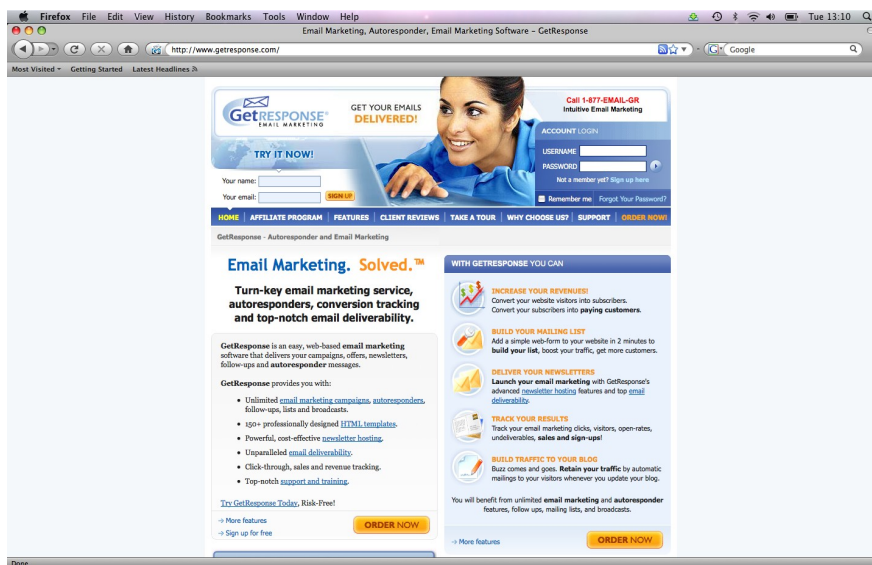 Firefox File Edit View History Bookmarks Tools Window Help
Tue 13:10
Email Marketing, Autoresponder, Email Marketing Software – GetResponse
http://www.getresponse.com/
Google
Most Visited Getting Started Latest Headlines
GetRESPONSE®
EMAIL MARKETING
GET YOUR EMAILS
DELIVERED!
Call 1-877-EMAIL-GR
Intuitive Email Marketing
ACCOUNT LOGIN
USERNAME
PASSWORD
Not a member yet? Sign up here
Remember me Forgot Your Password?
TRY IT NOW!
Your name:
Your email:
SIGN UP
HOME AFFILIATE PROGRAM FEATURES CLIENT REVIEWS TAKE A TOUR WHY CHOOSE US? SUPPORT ORDER NOW!
GetResponse - Autoresponder and Email Marketing
Email Marketing. Solved.™
Turn-key email marketing service,
autoresponders, conversion tracking
and top-notch email deliverability.
GetResponse is an easy, web-based email marketing
software that delivers your campaigns, offers, newsletters,
follow-ups and autoresponder messages.
GetResponse provides you with:
• Unlimited email marketing campaigns, autoresponders,
follow-ups, lists and broadcasts.
• 150+ professionally designed HTML templates.
• Powerful, cost-effective newsletter hosting.
• Unparalleled email deliverability.
• Click-through, sales and revenue tracking.
• Top-notch support and training.
Try GetResponse Today, Risk-Free!
More features
Sign up for free
ORDER NOW
WITH GETRESPONSE YOU CAN
INCREASE YOUR REVENUES!
Convert your website visitors into subscribers.
Convert your subscribers into paying customers.
BUILD YOUR MAILING LIST
Add a simple web-form to your website in 2 minutes to
build your list, boost your traffic, get more customers.
DELIVER YOUR NEWSLETTERS
Launch your email marketing with GetResponse's
advanced newsletter hosting features and top email
deliverability.
TRACK YOUR RESULTS
Track your email marketing clicks, visitors, open-rates,
undeliverables, sales and sign-ups!
BUILD TRAFFIC TO YOUR BLOG
Buzz comes and goes. Retain your traffic by automatic
mailings to your visitors whenever you update your blog.
You will benefit from unlimited email marketing and autoresponder
features, follow ups, mailing lists, and broadcasts.
More features
ORDER NOW
Done